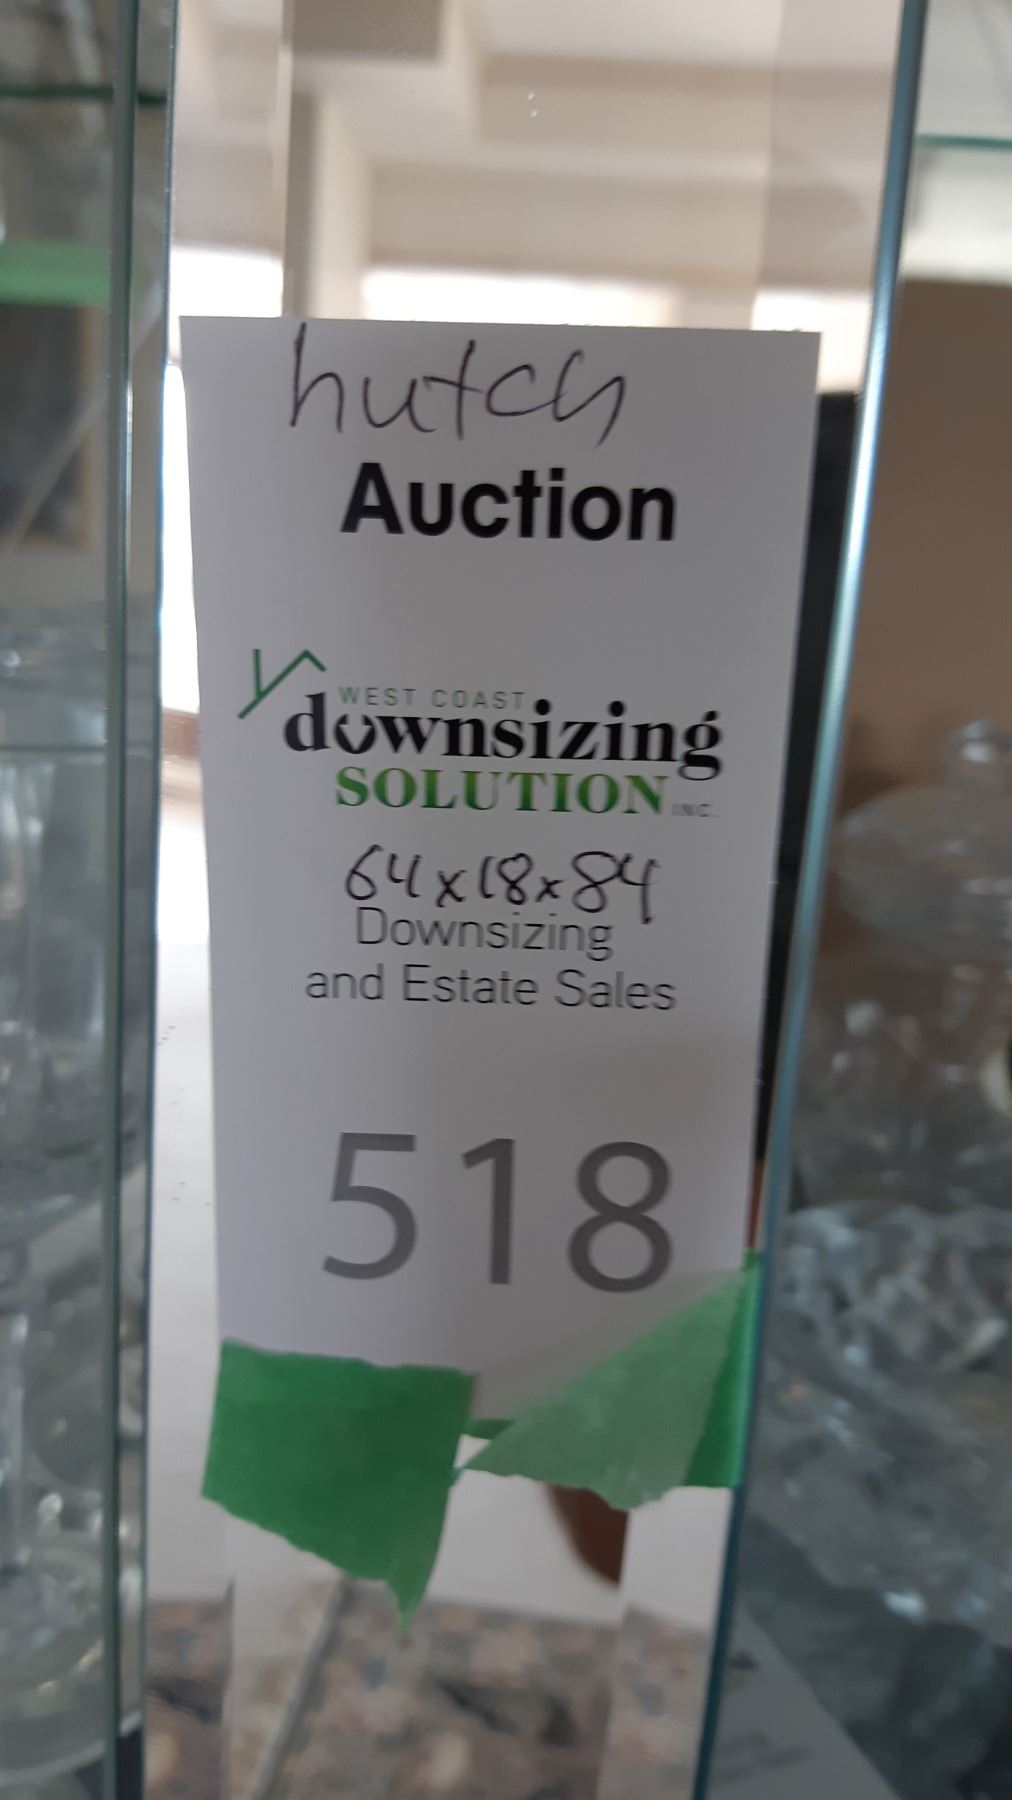 hutch
Auction
WEST COAST
downsizing
SOLUTION INC.
64x18x84
Downsizing
and Estate Sales
518